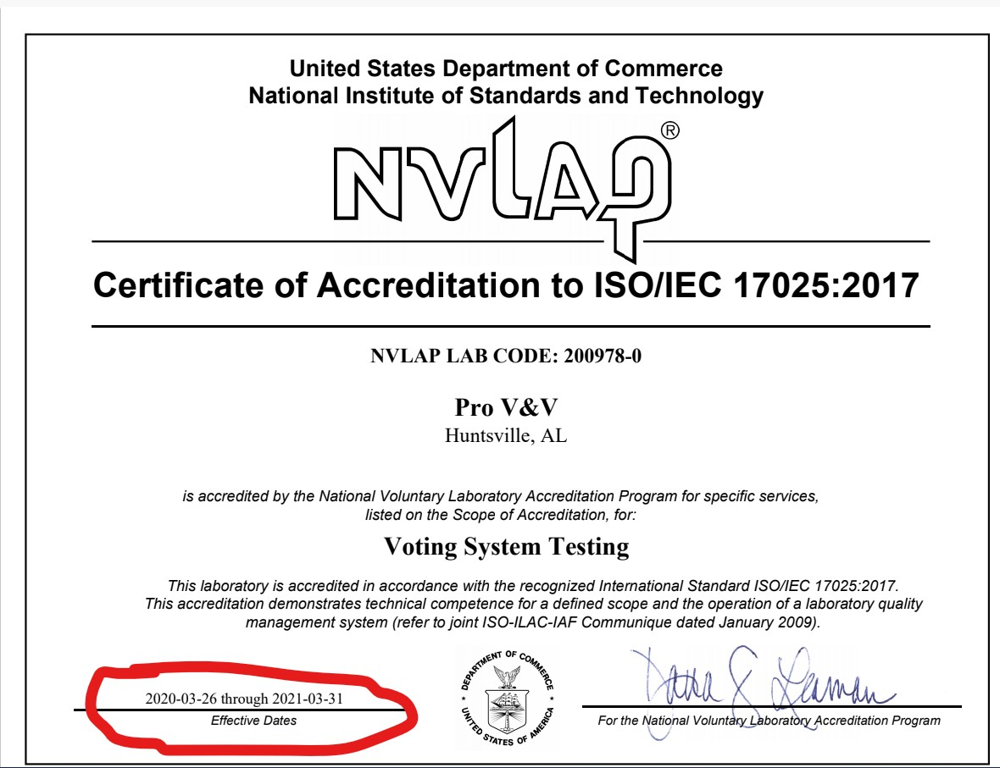 United States Department of Commerce
National Institute of Standards and Technology
NVLAP®
Certificate of Accreditation to ISO/IEC 17025:2017
NVLAP LAB CODE: 200978-0
Pro V&V
Huntsville, AL
is accredited by the National Voluntary Laboratory Accreditation Program for specific services,
listed on the Scope of Accreditation, for:
Voting System Testing
This laboratory is accredited in accordance with the recognized International Standard ISO/IEC 17025:2017.
This accreditation demonstrates technical competence for a defined scope and the operation of a laboratory quality
management system (refer to joint ISO-ILAC-IAF Communique dated January 2009).
2020-03-26 through 2021-03-31
Effective Dates
DEPARTMENT OF COMMERCE
UNITED STATES OF AMERICA
Dana S Leaman
For the National Voluntary Laboratory Accreditation Program